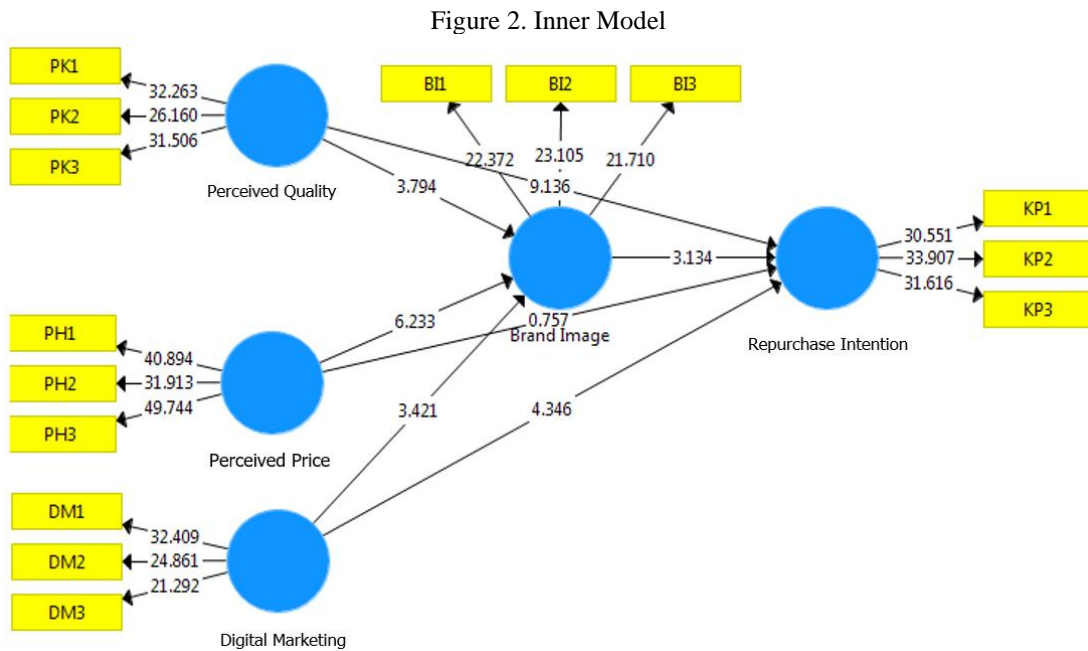 Figure 2. Inner Model
PK1
PK2
PK3
32.263
26.160
31.506
Perceived Quality
BI1
BI2
BI3
22.372
23.105
21.710
3.794
9.136
Brand Image
3.134
6.233
0.757
KP1
KP2
KP3
30.551
33.907
31.616
Repurchase Intention
PH1
PH2
PH3
40.894
31.913
49.744
Perceived Price
3.421
4.346
DM1
DM2
DM3
32.409
24.861
21.292
Digital Marketing